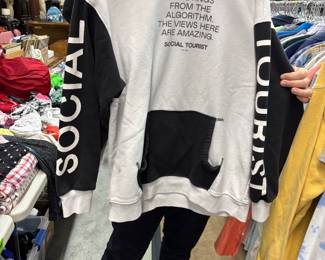 SOCIAL
FROM THE
ALGORITHM.
THE VIEWS HERE
ARE AMAZING.
SOCIAL TOURIST
TOURIST